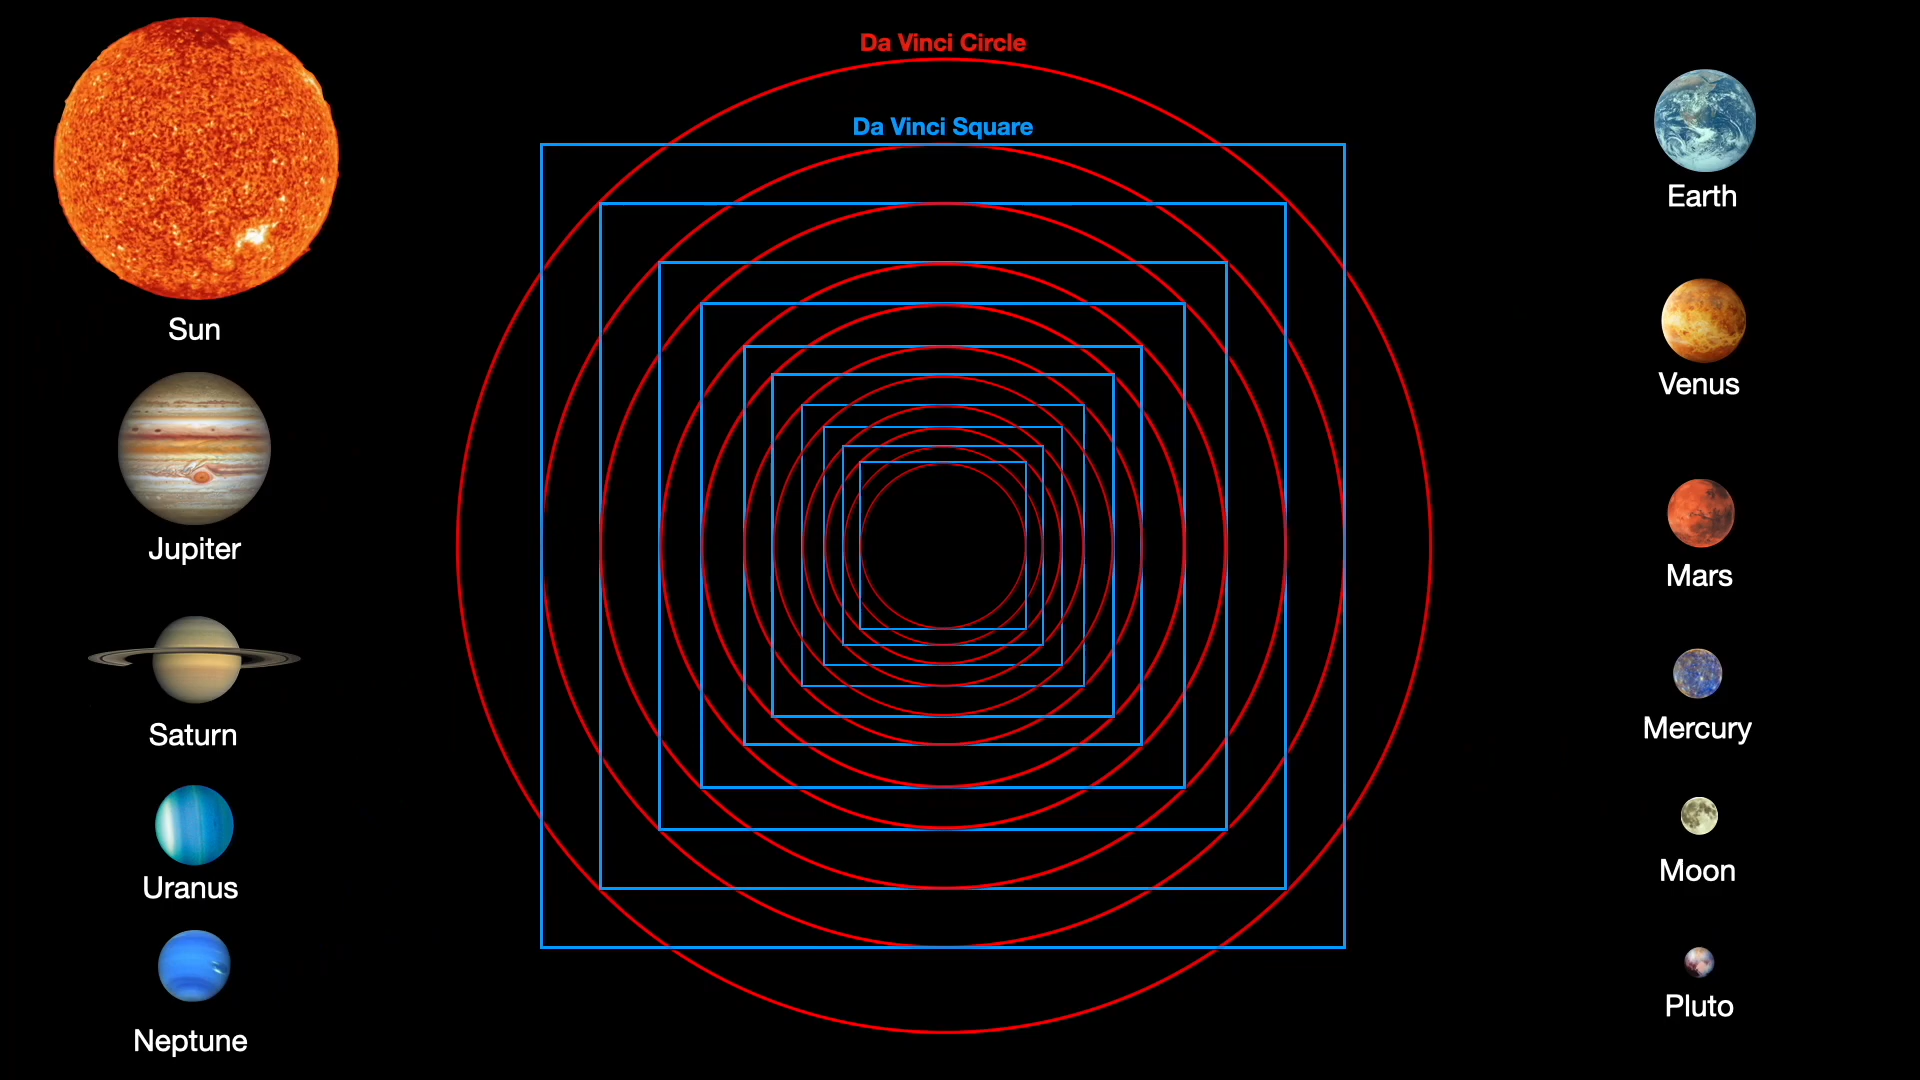 Da Vinci Circle
Da Vinci Square
Sun
Jupiter
Saturn
Uranus
Neptune
Earth
Venus
Mars
Mercury
Moon
Pluto